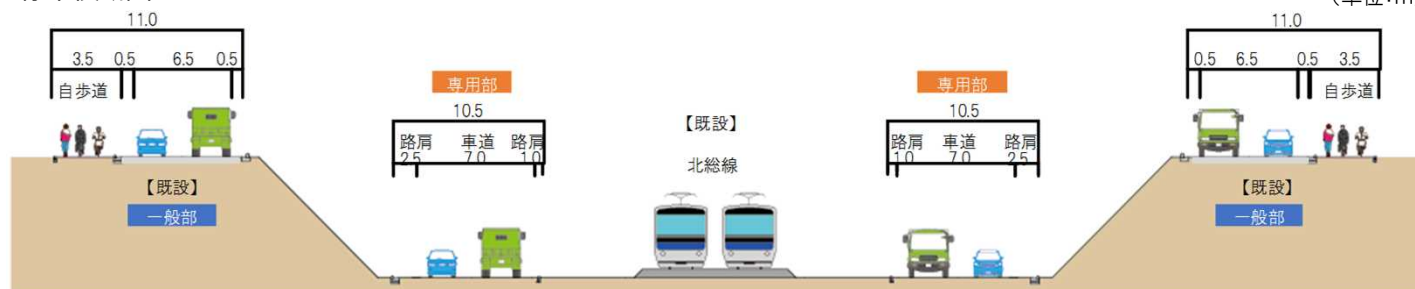 （単位:m
11.0
3.5 0.5 6.5 0.5
自歩道
【既設】
一般部
専用部
10.5
路肩 車道 路肩
2.5 7.0 1.0
【既設】
北総線
専用部
10.5
路肩 車道 路肩
1.0 7.0 2.5
11.0
0.5 6.5 0.5 3.5
自歩道
【既設】
一般部